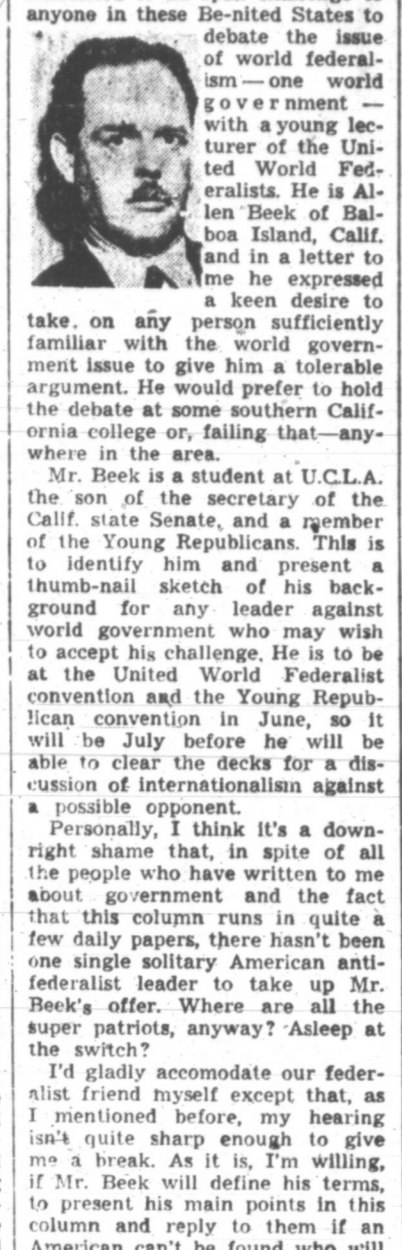 anyone in these Be-nited States to
debate the issue
of world federal-
ism—one world
government —
with a young lec-
turer of the Uni-
ted World Fed-
eralists. He is Al-
len Beek of Bal-
boa Island, Calif.
and in a letter to
me he expressed
a keen desire to
take on any person sufficiently
familiar with the world govern-
ment issue to give him a tolerable
argument. He would prefer to hold
the debate at some southern Calif-
ornia college or, failing that—any-
where in the area.
Mr. Beek is a student at U.C.L.A.
the son of the secretary of the
Calif. state Senate, and a member
of the Young Republicans. This is
to identify him and present a
thumb-nail sketch of his back-
ground for any leader against
world government who may wish
to accept his challenge. He is to be
at the United World Federalist
convention and the Young Repub-
lican convention in June, so it
will be July before he will be
able to clear the decks for a dis-
cussion of internationalism against
a possible opponent.
Personally, I think it's a down-
right shame that, in spite of all
the people who have written to me
about government and the fact
that this column runs in quite a
few daily papers, there hasn't been
one single solitary American anti-
federalist leader to take up Mr.
Beek's offer. Where are all the
super patriots, anyway? Asleep at
the switch?
I'd gladly accomodate our feder-
alist friend myself except that, as
I mentioned before, my hearing
isn't quite sharp enough to give
me a break. As it is, I'm willing,
if Mr. Beek will define his terms,
to present his main points in this
column and reply to them if an
American can't be found who will